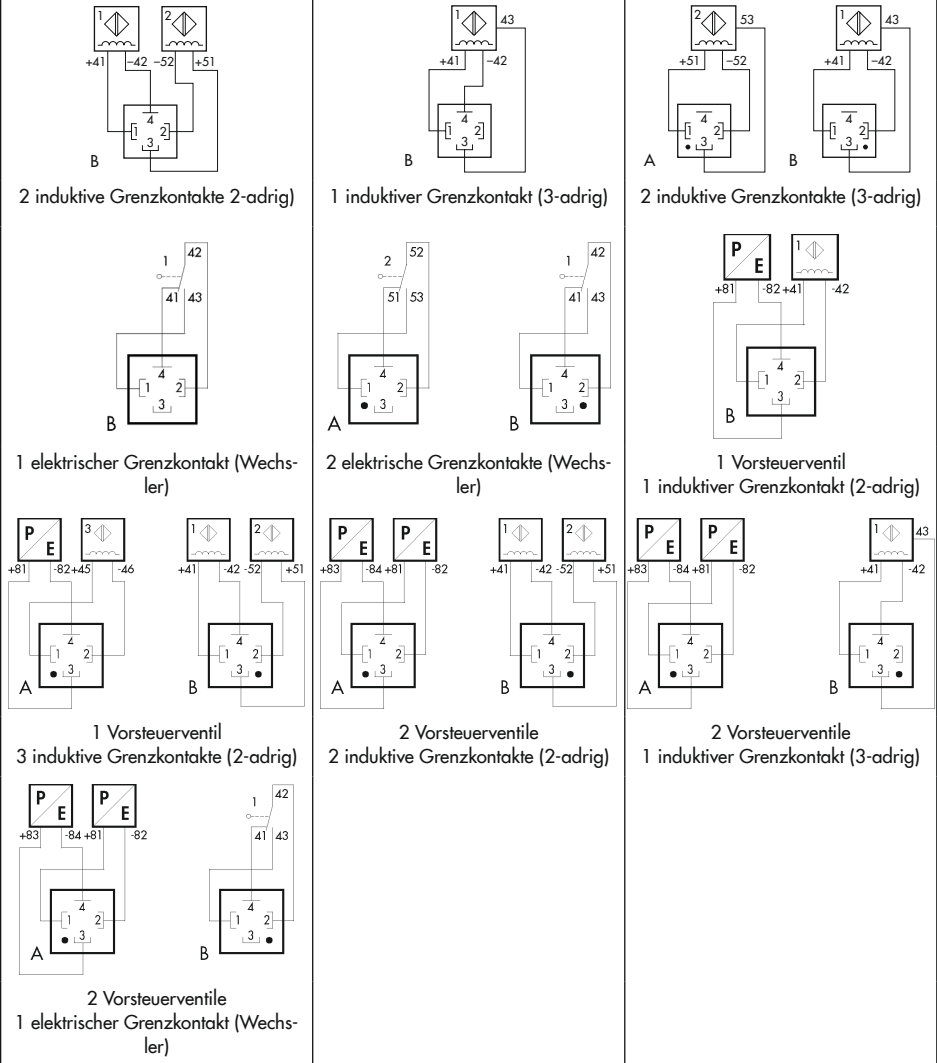 1 2
+41 −42 −52 +51
4
1 2
3
B
2 induktive Grenzkontakte 2-adrig)
1 43
+41 −42
4
1 2
3
B
1 induktiver Grenzkontakt (3-adrig)
2 53 1 43
+51 −52 +41 −42
4 4
1 2 1 2
3 3
A B
2 induktive Grenzkontakte (3-adrig)
42
1
41 43
4
1 2
3
B
1 elektrischer Grenzkontakt (Wechs-
ler)
52 42
2 1
51 53 41 43
4 4
1 2 1 2
3 3
A B
2 elektrische Grenzkontakte (Wechs-
ler)
P 1
E
+81 -82 +41 -42
4
1 2
3
B
1 Vorsteuerventil
1 induktiver Grenzkontakt (2-adrig)
P 3 1 2
E
+81 -82 +45 -46 +41 -42 -52 +51
4 4
1 2 1 2
3 3
A B
1 Vorsteuerventil
3 induktive Grenzkontakte (2-adrig)
P P 1 2
E E
+83 -84 +81 -82 +41 -42 -52 +51
4 4
1 2 1 2
3 3
A B
2 Vorsteuerventile
2 induktive Grenzkontakte (2-adrig)
P P 1 43
E E
+83 -84 +81 -82 +41 -42
4 4
1 2 1 2
3 3
A B
2 Vorsteuerventile
1 induktiver Grenzkontakt (3-adrig)
P P 42
E E 1
+83 -84 +81 -82 41 43
4 4
1 2 1 2
3 3
A B
2 Vorsteuerventile
1 elektrischer Grenzkontakt (Wechs-
ler)